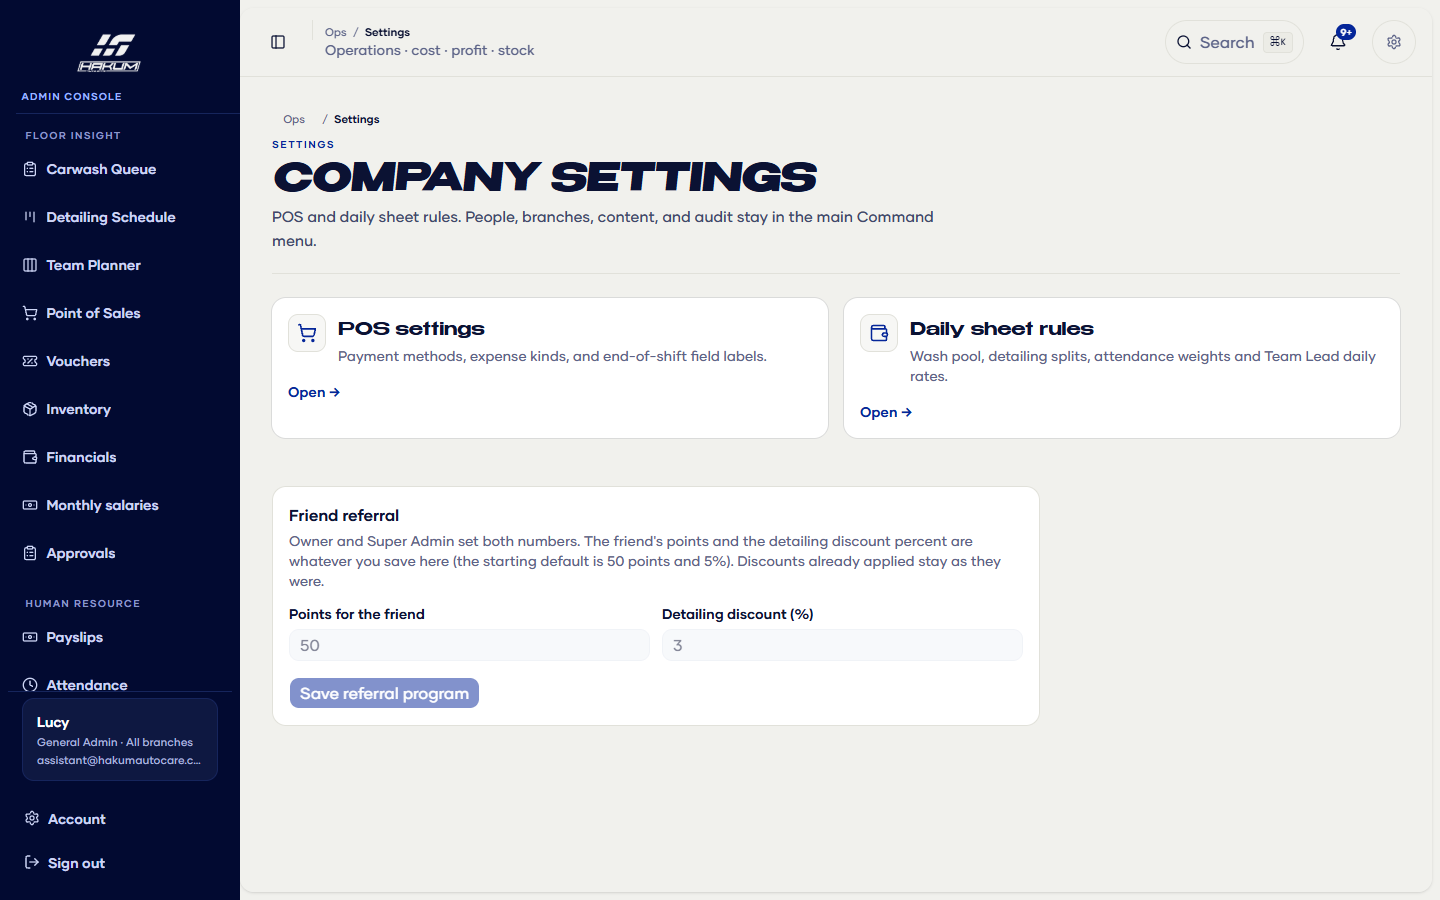 HAKUM
ADMIN CONSOLE
FLOOR INSIGHT
Carwash Queue
Detailing Schedule
Team Planner
Point of Sales
Vouchers
Inventory
Financials
Monthly salaries
Approvals
HUMAN RESOURCE
Payslips
Attendance
Lucy
General Admin · All branches
assistant@hakumautocare.c...
Account
Sign out
Ops / Settings
Operations · cost · profit · stock
Search ⌘K
9+
Ops / Settings
SETTINGS
COMPANY SETTINGS
POS and daily sheet rules. People, branches, content, and audit stay in the main Command
menu.
POS settings
Payment methods, expense kinds, and end-of-shift field labels.
Open →
Daily sheet rules
Wash pool, detailing splits, attendance weights and Team Lead daily
rates.
Open →
Friend referral
Owner and Super Admin set both numbers. The friend's points and the detailing discount percent are
whatever you save here (the starting default is 50 points and 5%). Discounts already applied stay as they
were.
Points for the friend
50
Detailing discount (%)
3
Save referral program